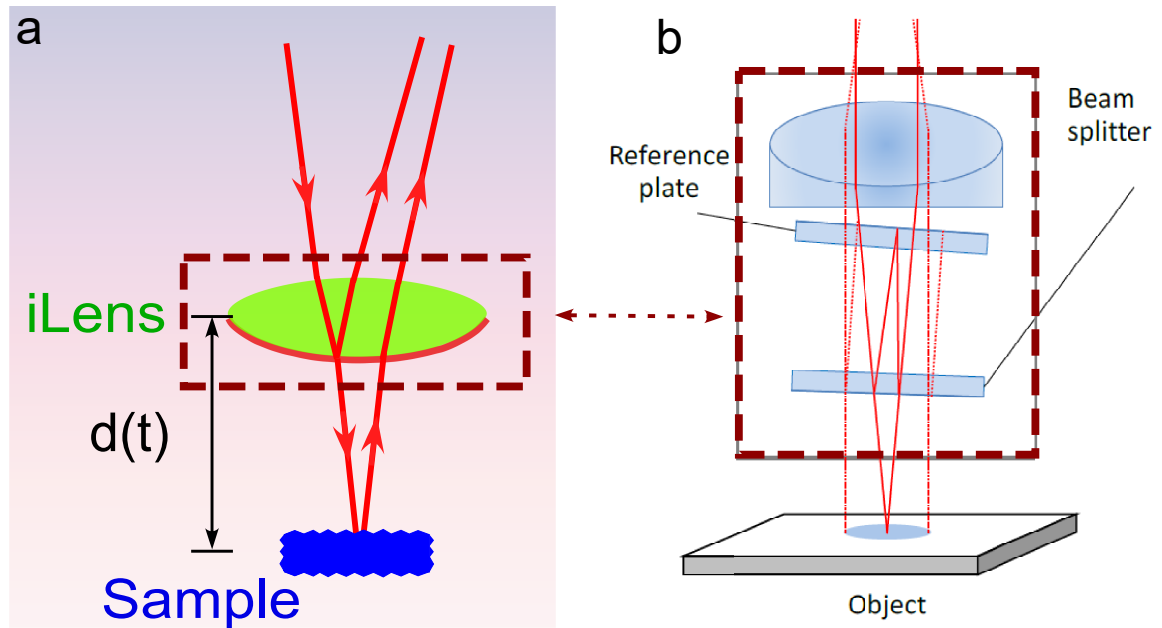 a
iLens
d(t)
Sample
b
Beam
splitter
Reference
plate
Object